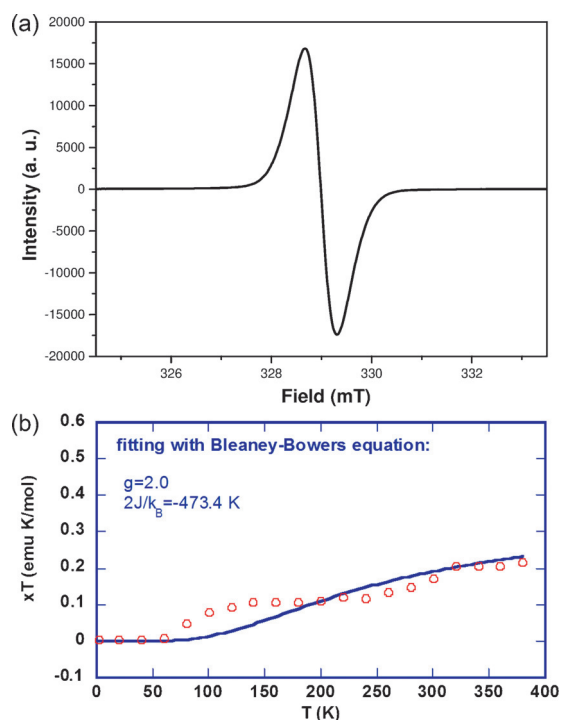 (a)
20000
15000
10000
5000
0
-5000
-10000
-15000
-20000
Intensity (a. u.)
326 328 330 332
Field (mT)
(b)
0.6
0.5
0.4
0.3
0.2
0.1
0
-0.1
xT (emu K/mol)
fitting with Bleaney-Bowers equation:
g=2.0
2J/k_B=-473.4 K
0 50 100 150 200 250 300 350 400
T (K)